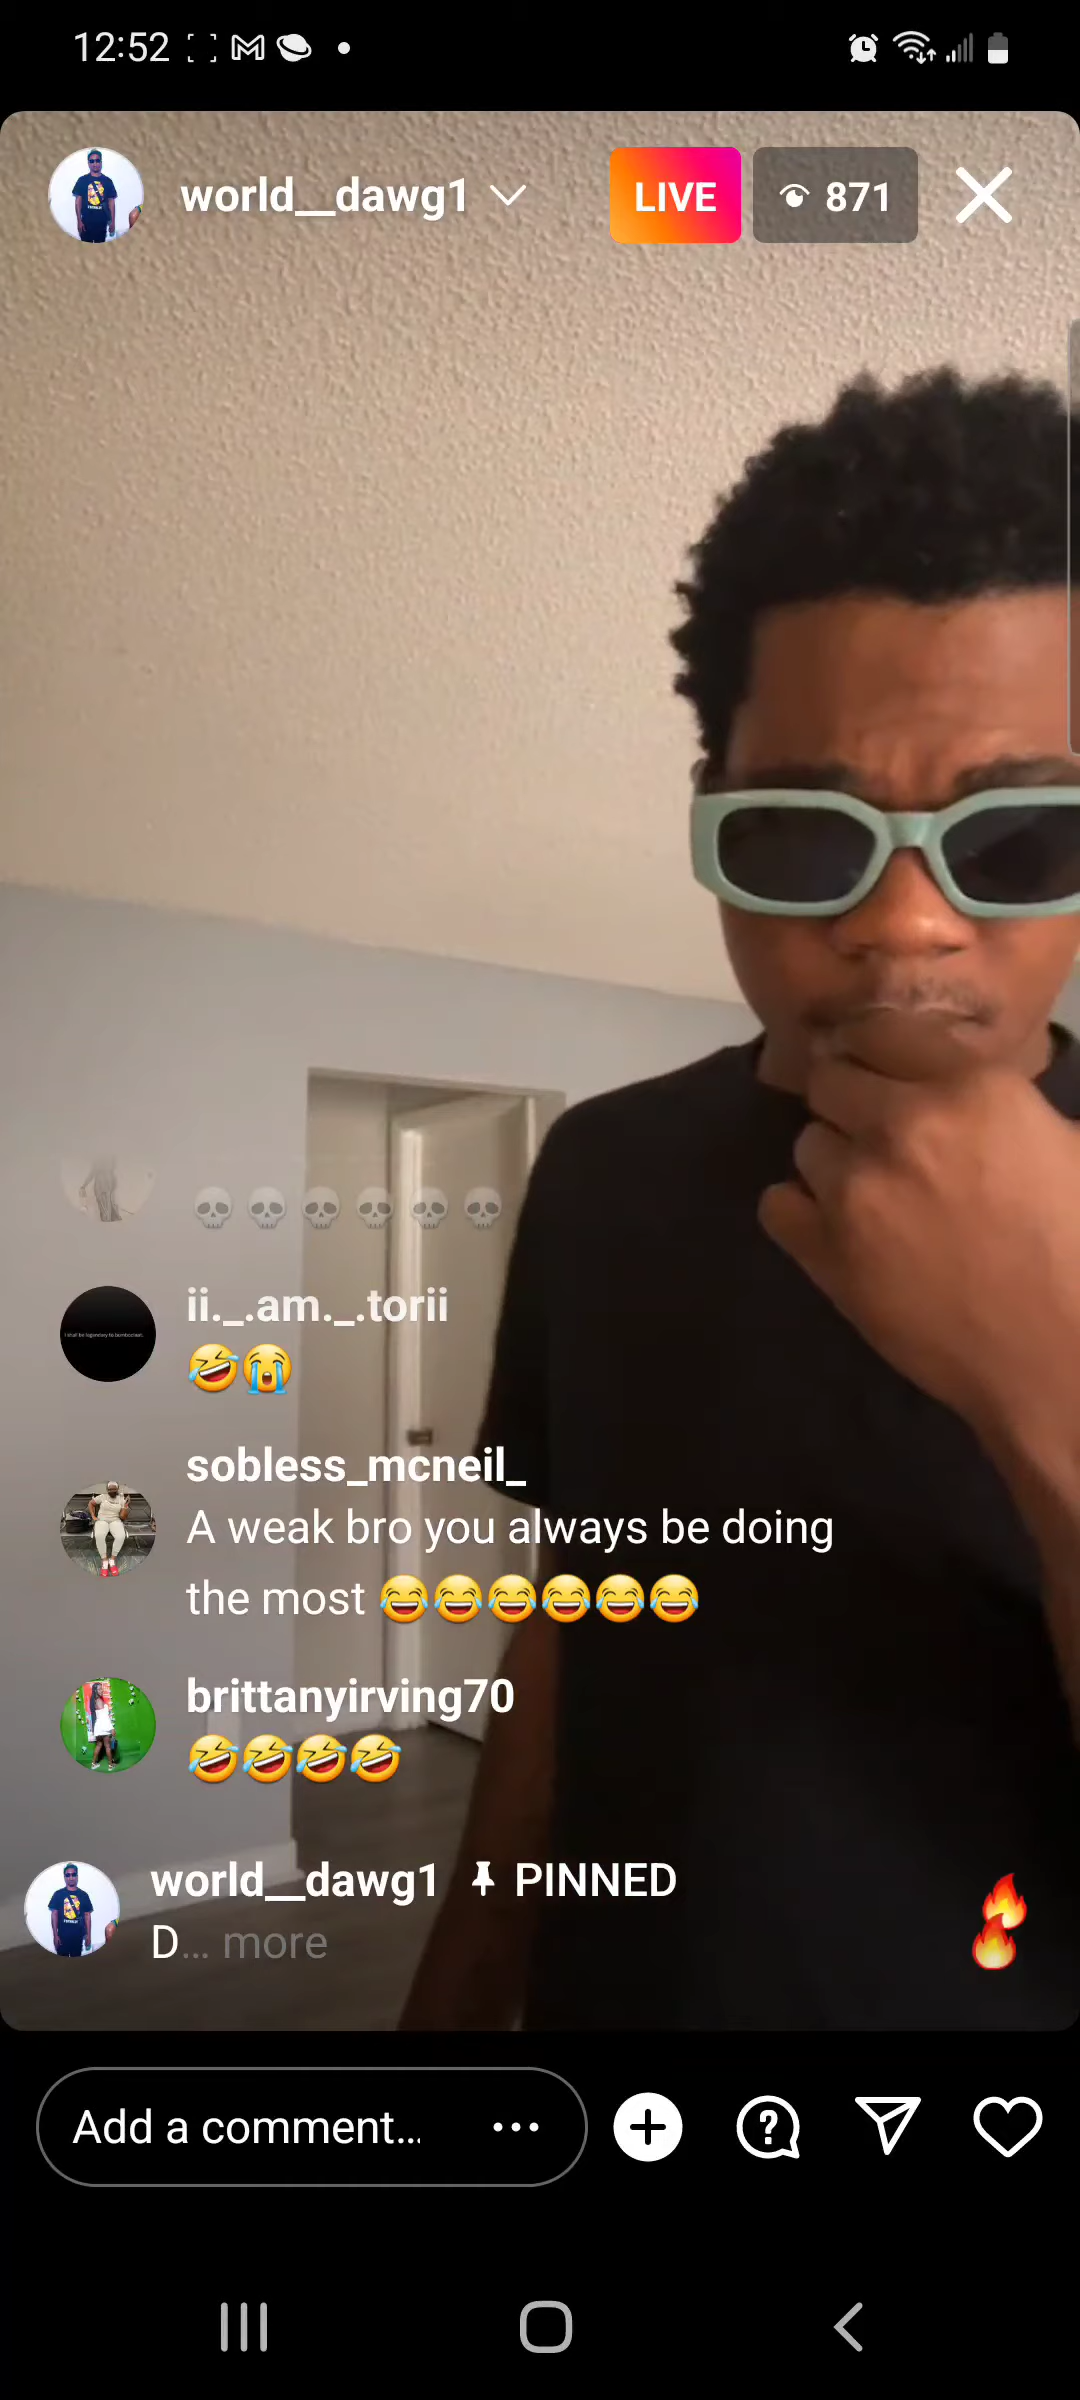 12:52
world__dawg1
LIVE
871
💀💀💀💀💀💀
ii._.am._.torii
🤣😭
sobless_mcneil_
A weak bro you always be doing
the most 😂😂😂😂😂😂
brittanyirving70
🤣🤣🤣🤣
world__dawg1 PINNED
D... more
Add a comment...